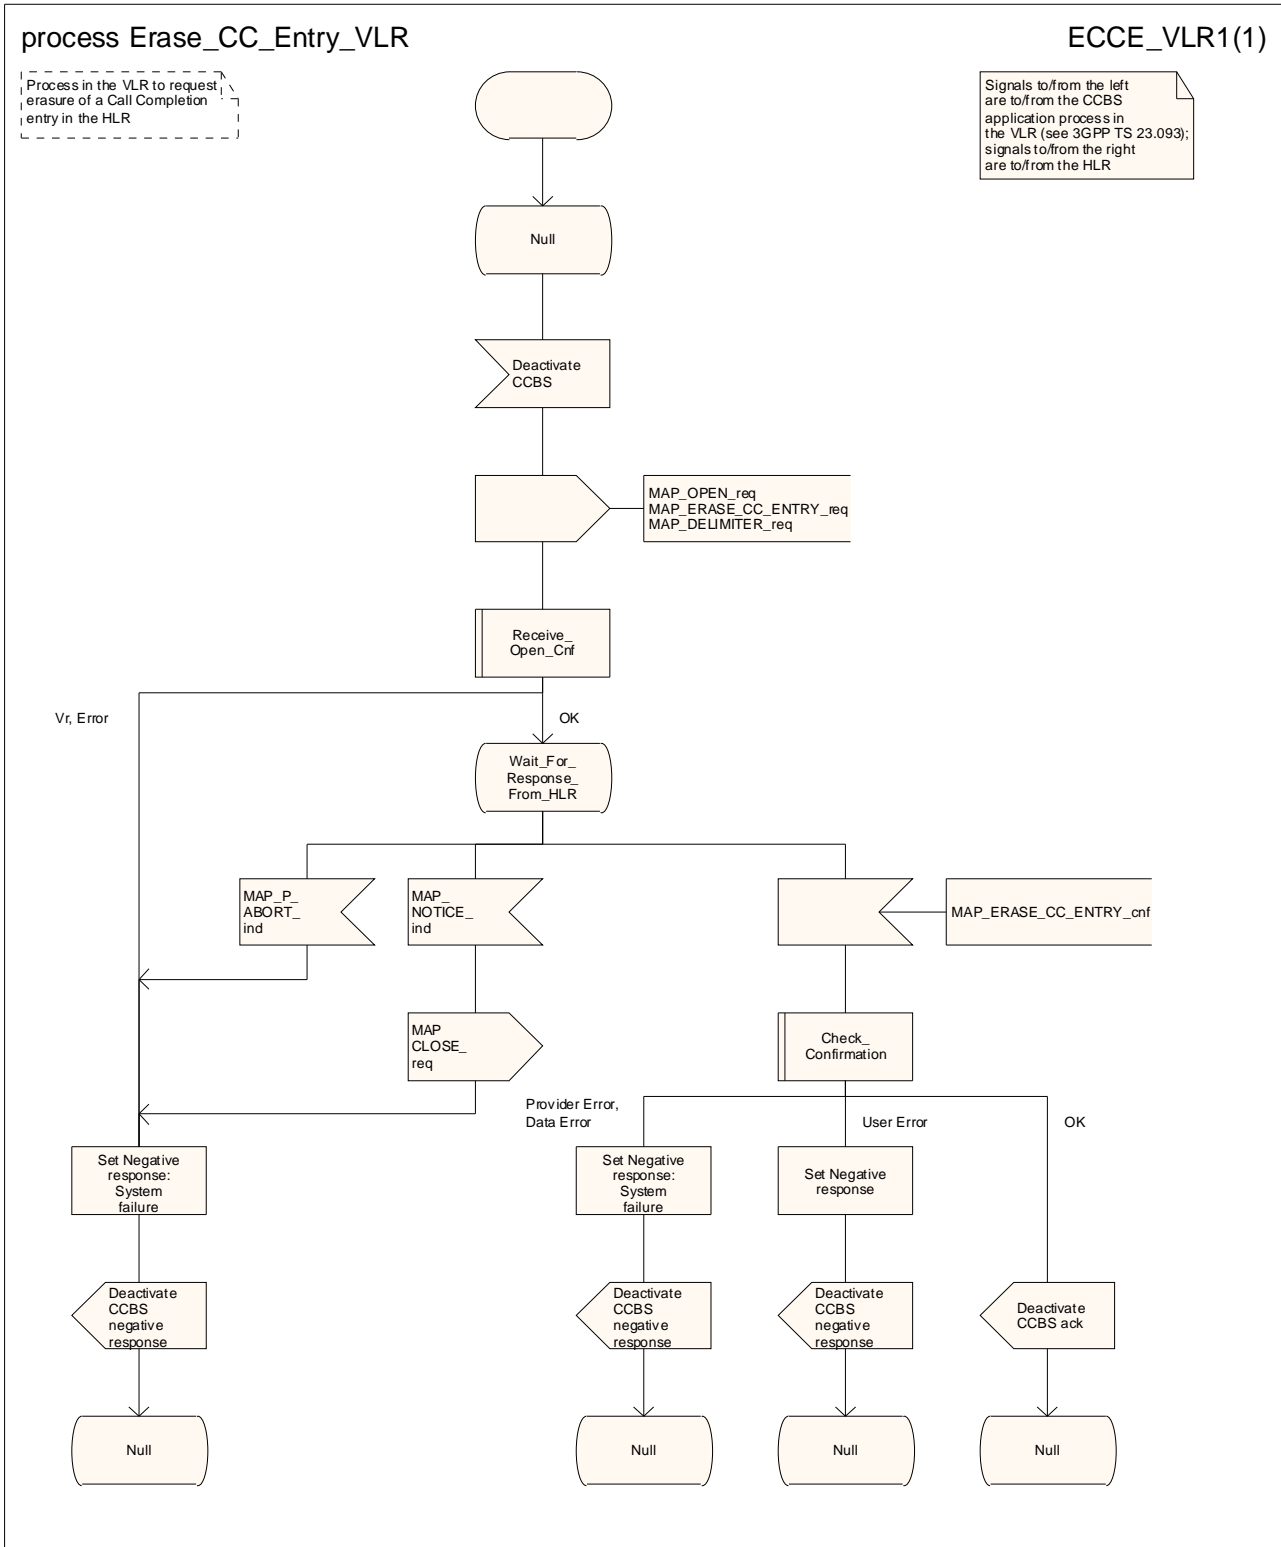 process Erase_CC_Entry_VLR
ECCE_VLR1(1)
Process in the VLR to request
erasure of a Call Completion
entry in the HLR
Signals to/from the left
are to/from the CCBS
application process in
the VLR (see 3GPP TS 23.093);
signals to/from the right
are to/from the HLR
Null
Deactivate
CCBS
MAP_OPEN_req
MAP_ERASE_CC_ENTRY_req
MAP_DELIMITER_req
Receive_
Open_Cnf
Vr, Error
OK
Wait_For_
Response_
From_HLR
MAP_P_
ABORT_
ind
MAP_
NOTICE_
ind
MAP_ERASE_CC_ENTRY_cnf
MAP
CLOSE_
req
Check_
Confirmation
Provider Error,
Data Error
User Error
OK
Set Negative
response:
System
failure
Set Negative
response:
System
failure
Set Negative
response
Deactivate
CCBS
negative
response
Deactivate
CCBS
negative
response
Deactivate
CCBS
negative
response
Deactivate
CCBS ack
Null
Null
Null
Null